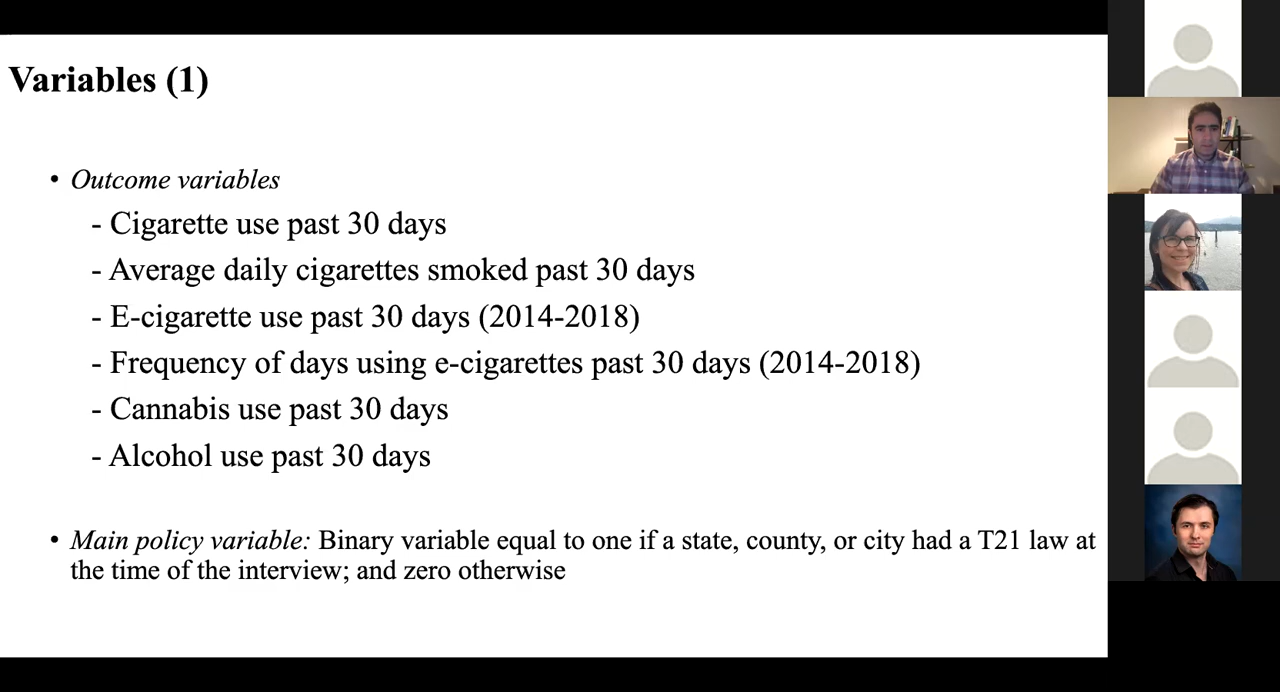 Variables (1)
• Outcome variables
- Cigarette use past 30 days
- Average daily cigarettes smoked past 30 days
- E-cigarette use past 30 days (2014-2018)
- Frequency of days using e-cigarettes past 30 days (2014-2018)
- Cannabis use past 30 days
- Alcohol use past 30 days
• Main policy variable: Binary variable equal to one if a state, county, or city had a T21 law at
the time of the interview; and zero otherwise